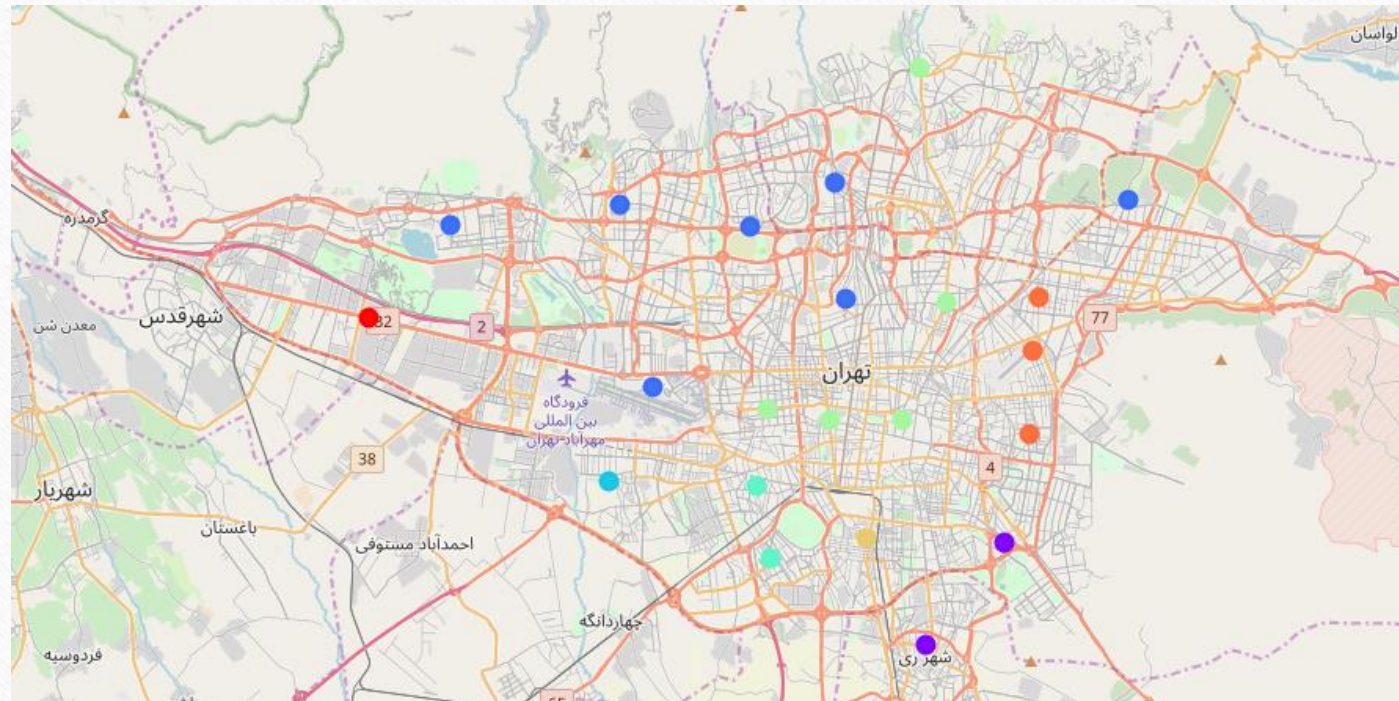 لواسان
گرمدره
شهرقدس
معدن شن
32
2
77
تهران
فرودگاه
بین المللی
مهرآباد تهران
38
4
شهریار
باغستان
احمدآباد مستوفی
چهاردانگه
فردوسیه
شهر ری
65